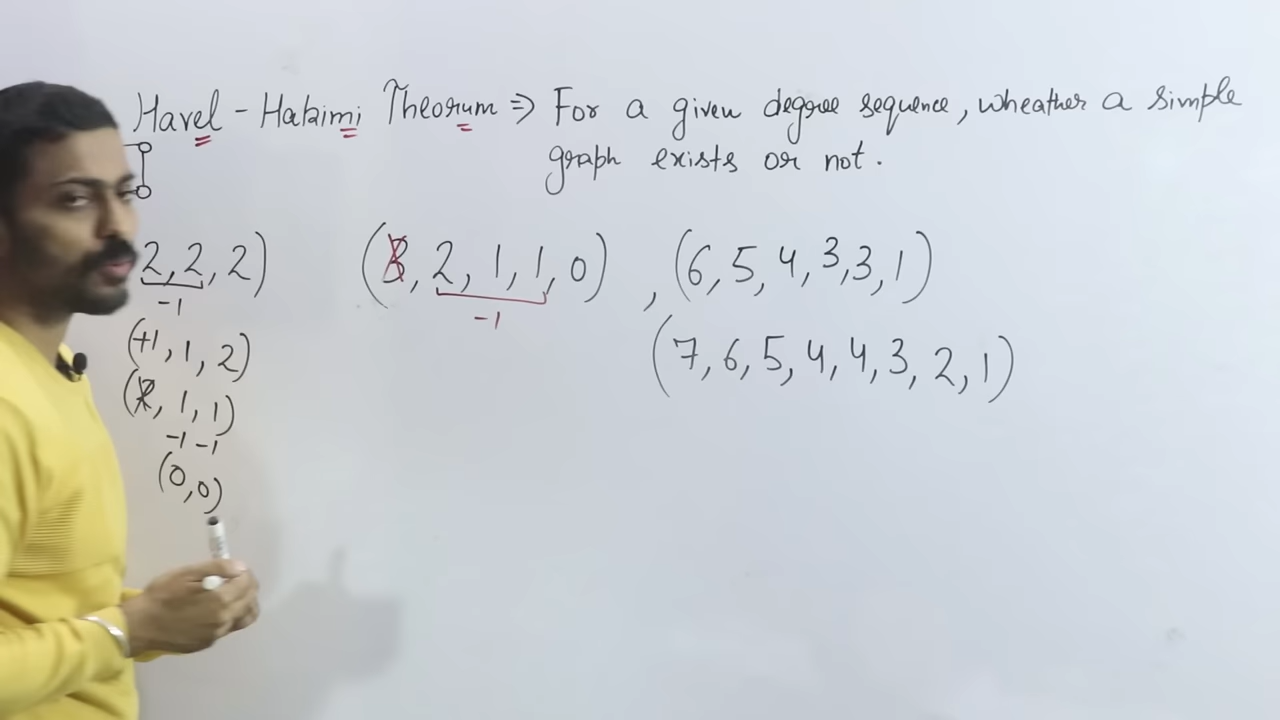 Havel - Hakimi Theorum ⇒ For a given degree sequence, wheather a simple
graph exists or not.
2, 2, 2) (3, 2, 1, 1, 0) , (6, 5, 4, 3, 3, 1)
-1 -1
(7, 6, 5, 4, 4, 3, 2, 1)
(+1, 1, 2)
(2, 1, 1)
-1 -1
(0, 0)